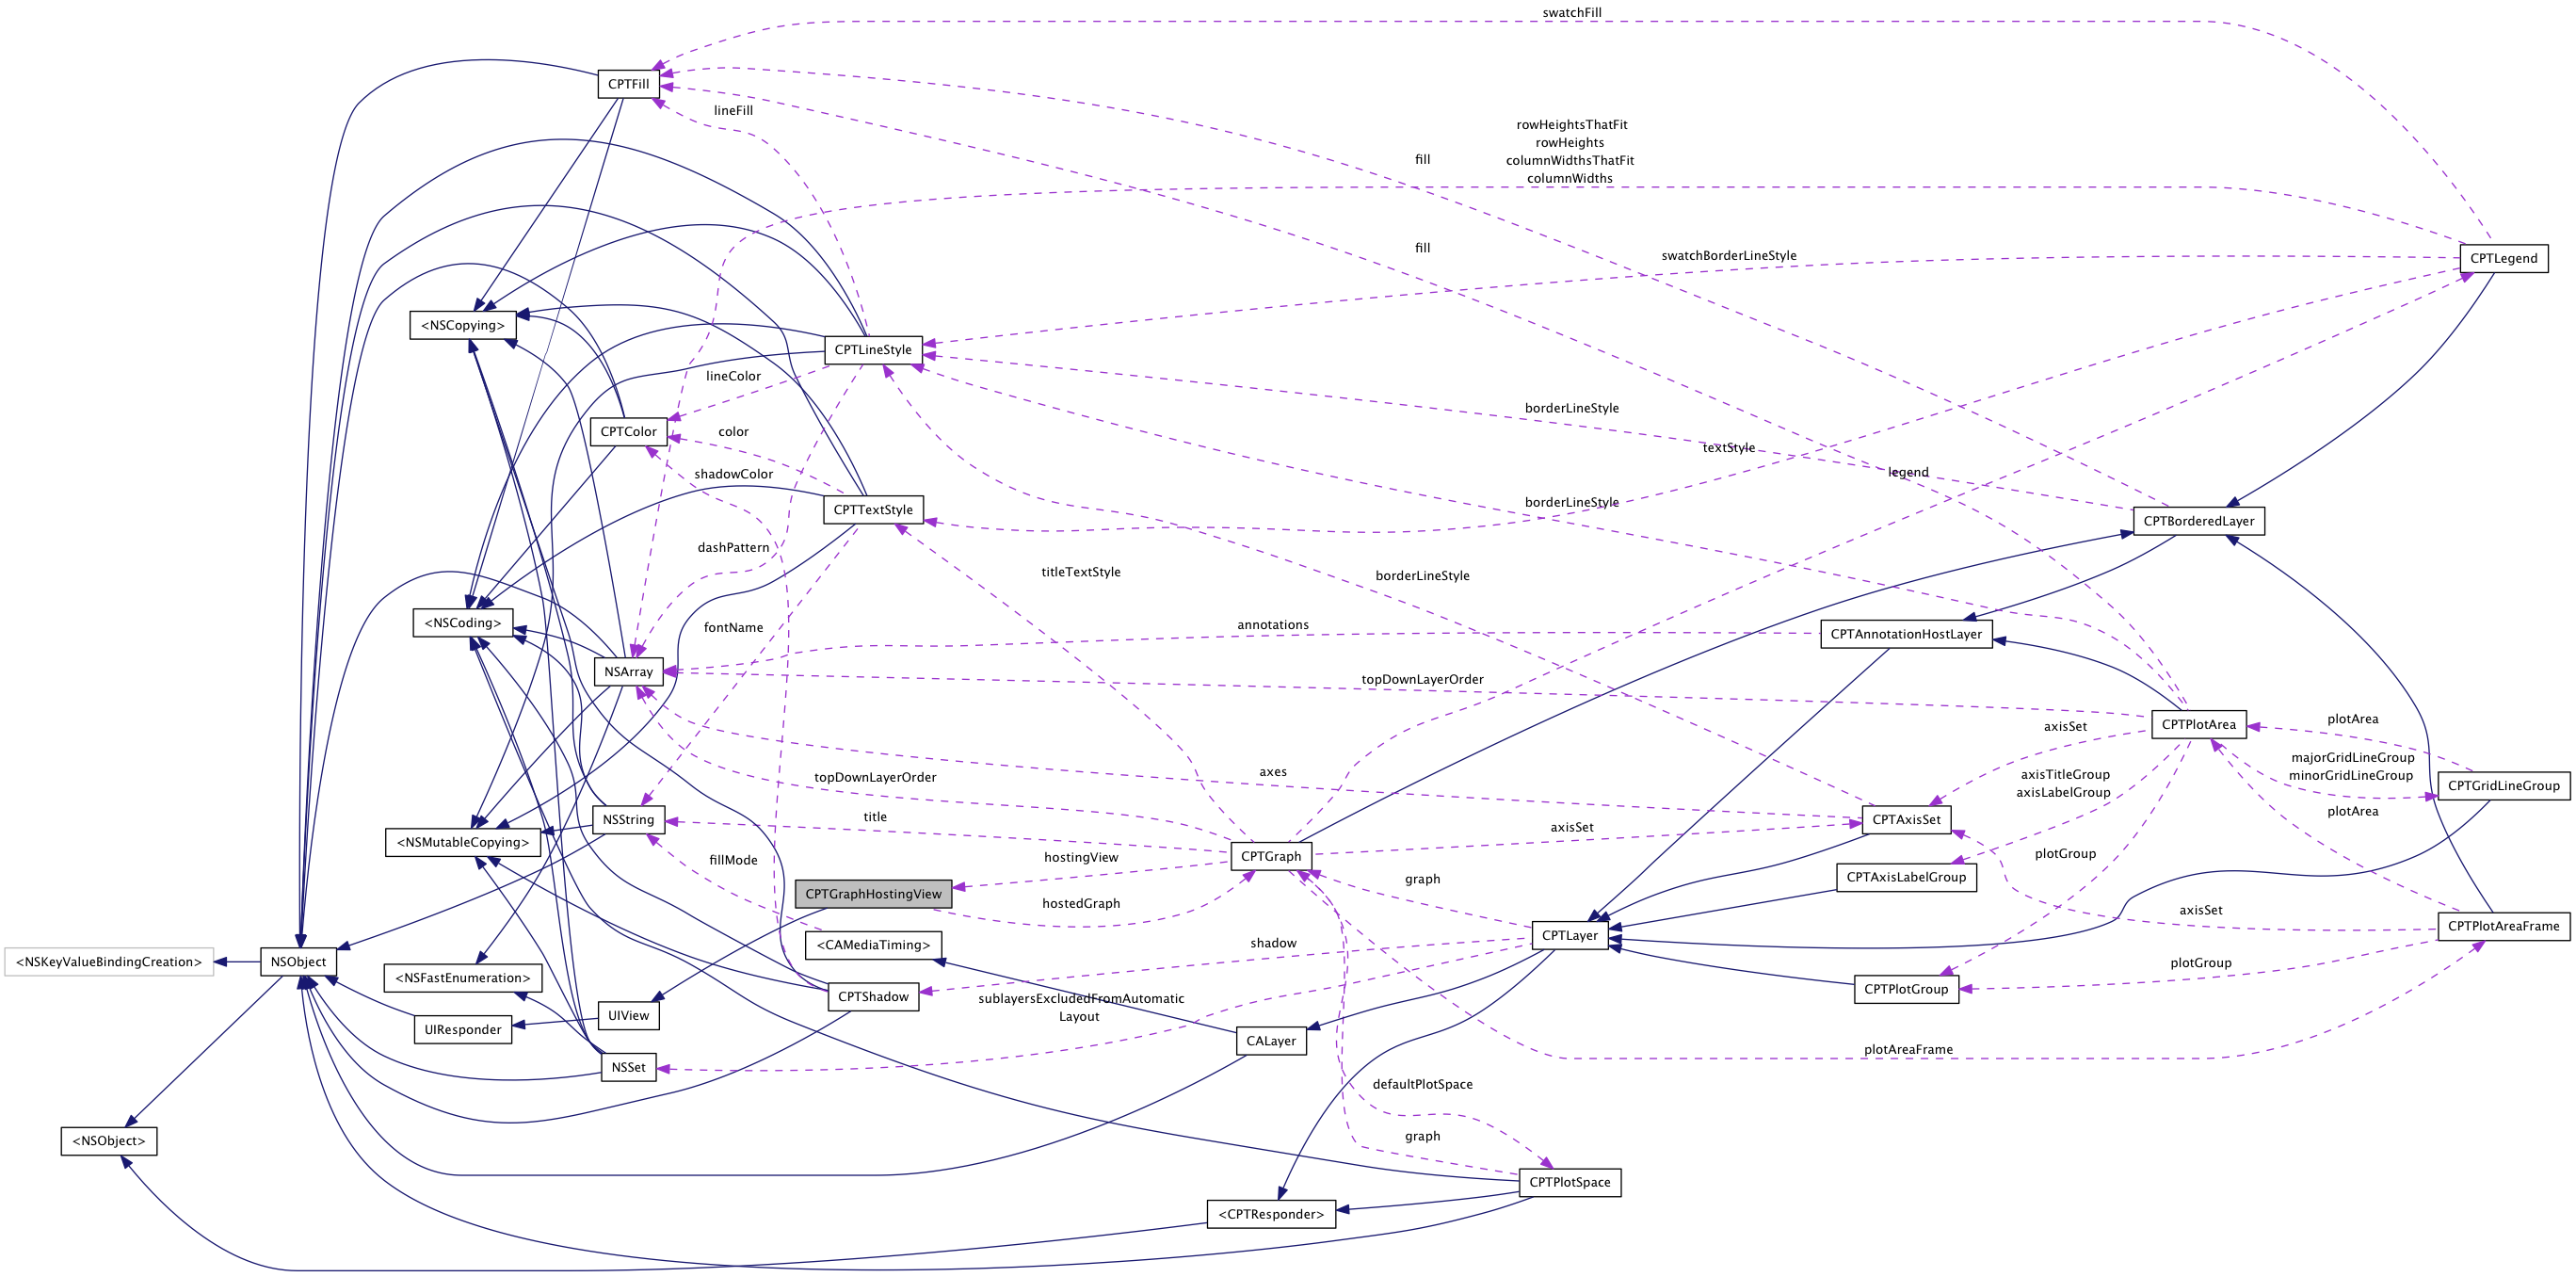 swatchFill
CPTFill
lineFill
rowHeightsThatFit
rowHeights
columnWidthsThatFit
columnWidths
fill
fill
swatchBorderLineStyle
CPTLegend
<NSCopying>
CPTLineStyle
lineColor
borderLineStyle
CPTColor
color
textStyle
shadowColor
legend
CPTTextStyle
borderLineStyle
CPTBorderedLayer
dashPattern
titleTextStyle
borderLineStyle
<NSCoding>
fontName
annotations
CPTAnnotationHostLayer
NSArray
topDownLayerOrder
CPTPlotArea
plotArea
axisSet
majorGridLineGroup
minorGridLineGroup
topDownLayerOrder
axes
axisTitleGroup
axisLabelGroup
CPTGridLineGroup
plotArea
NSString
title
axisSet
CPTAxisSet
<NSMutableCopying>
fillMode
hostingView
CPTGraph
plotGroup
CPTGraphHostingView
graph
CPTAxisLabelGroup
hostedGraph
axisSet
CPTPlotAreaFrame
<CAMediaTiming>
shadow
CPTLayer
<NSKeyValueBindingCreation>
NSObject
<NSFastEnumeration>
plotGroup
CPTShadow
sublayersExcludedFromAutomatic
Layout
CPTPlotGroup
UIResponder
UIView
CALayer
plotAreaFrame
NSSet
defaultPlotSpace
<NSObject>
graph
CPTPlotSpace
<CPTResponder>